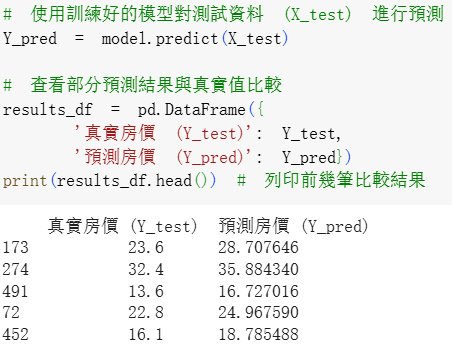 # 使用訓練好的模型對測試資料 (X_test) 進行預測
Y_pred = model.predict(X_test)
# 查看部分預測結果與真實值比較
results_df = pd.DataFrame({
'真實房價 (Y_test)': Y_test,
'預測房價 (Y_pred)': Y_pred})
print(results_df.head()) # 列印前幾筆比較結果
真實房價 (Y_test) 預測房價 (Y_pred)
173 23.6 28.707646
274 32.4 35.884340
491 13.6 16.727016
72 22.8 24.967590
452 16.1 18.785488